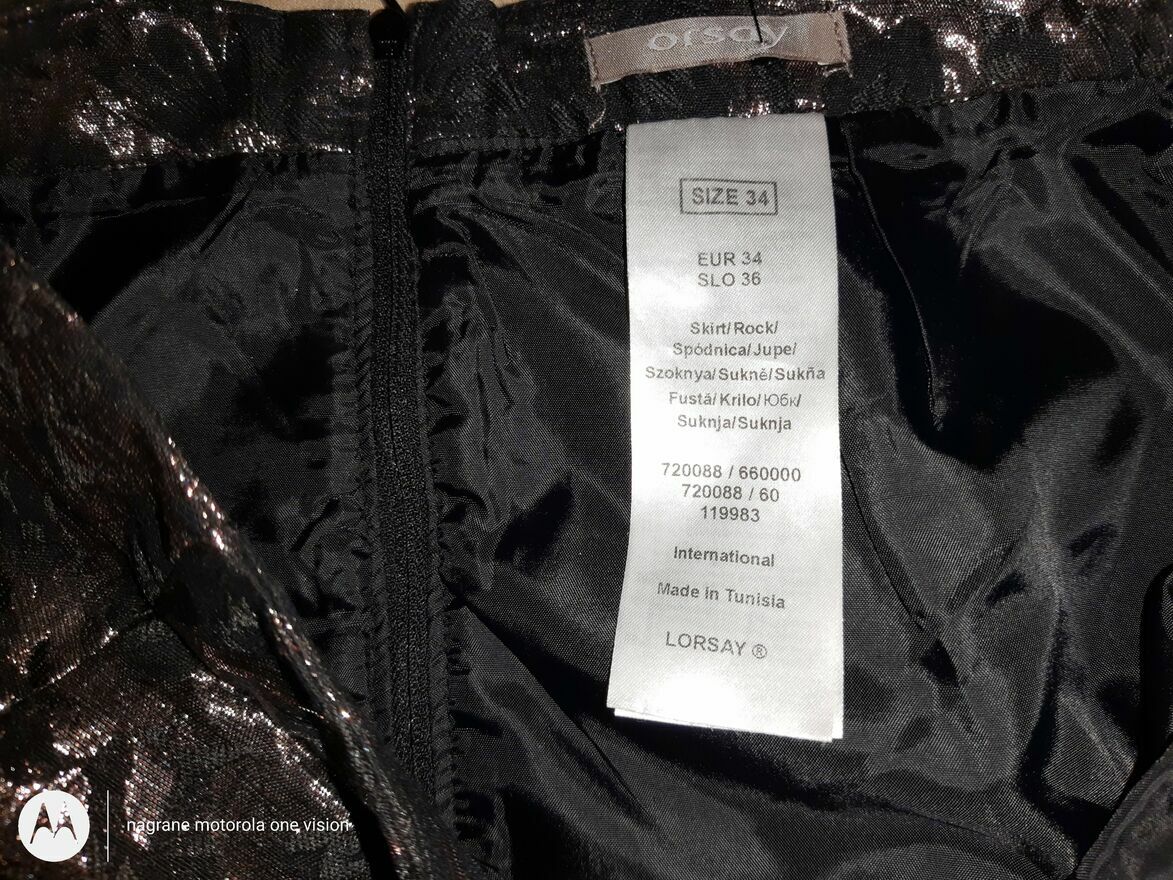 orsay
SIZE 34
EUR 34
SLO 36
Skirt/Rock/
Spódnica/Jupe/
Szoknya/Sukně/Sukňa
Fustá/Krilo/Юбк/
Suknja/Suknja
720088 / 660000
720088 / 60
119983
International
Made in Tunisia
LORSAY ®
nagrane motorola one vision